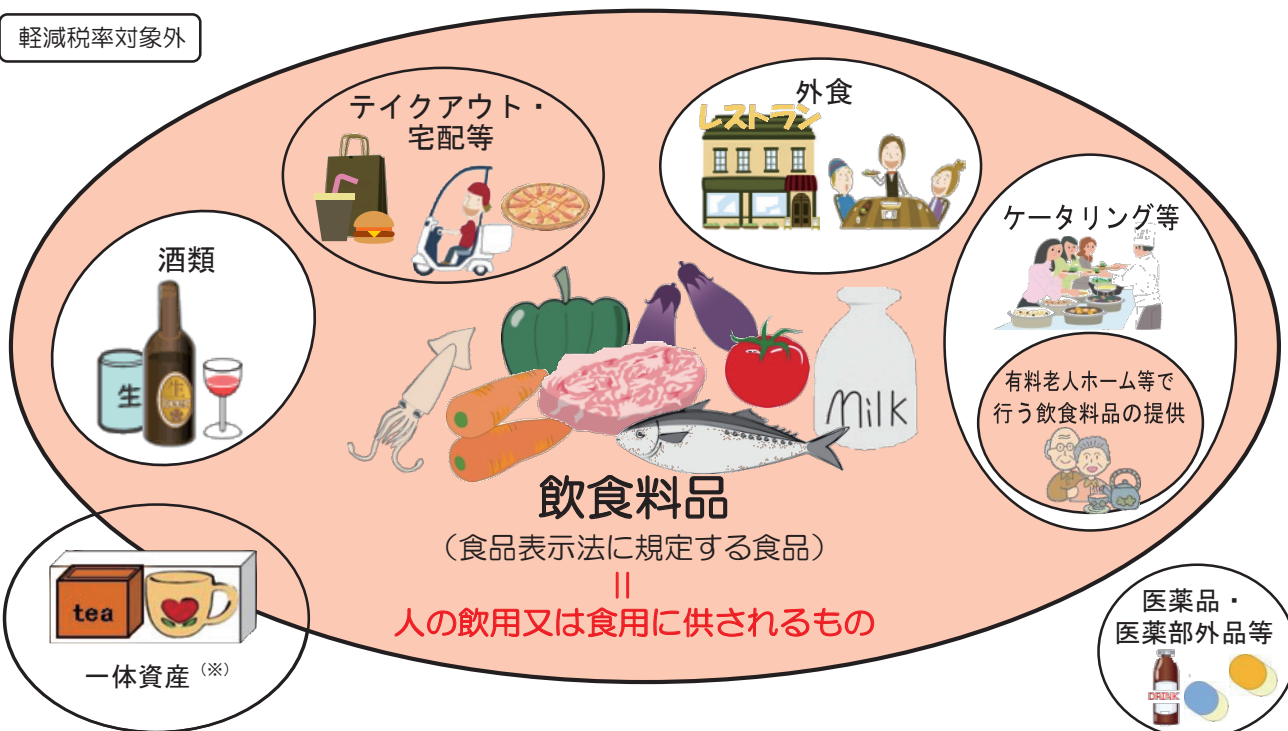 軽減税率対象外
テイクアウト・
宅配等
外食
レストラン
ケータリング等
酒類
生
生
有料老人ホーム等で
行う飲食料品の提供
Milk
飲食料品
(食品表示法に規定する食品)
||
人の飲用又は食用に供されるもの
tea
一体資産(※)
医薬品・
医薬部外品等
DRINK